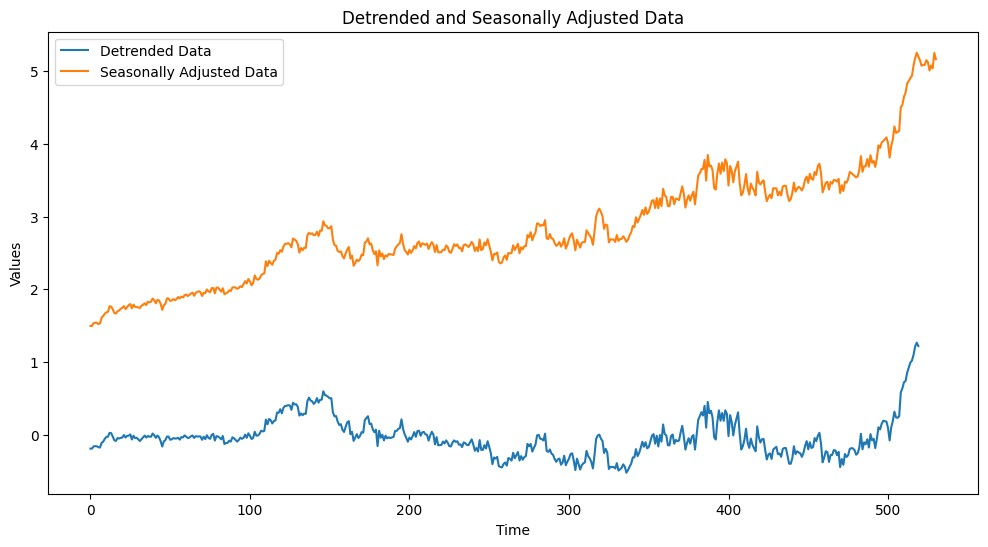 Detrended and Seasonally Adjusted Data
Detrended Data
Seasonally Adjusted Data
Values
5
4
3
2
1
0
0 100 200 300 400 500
Time